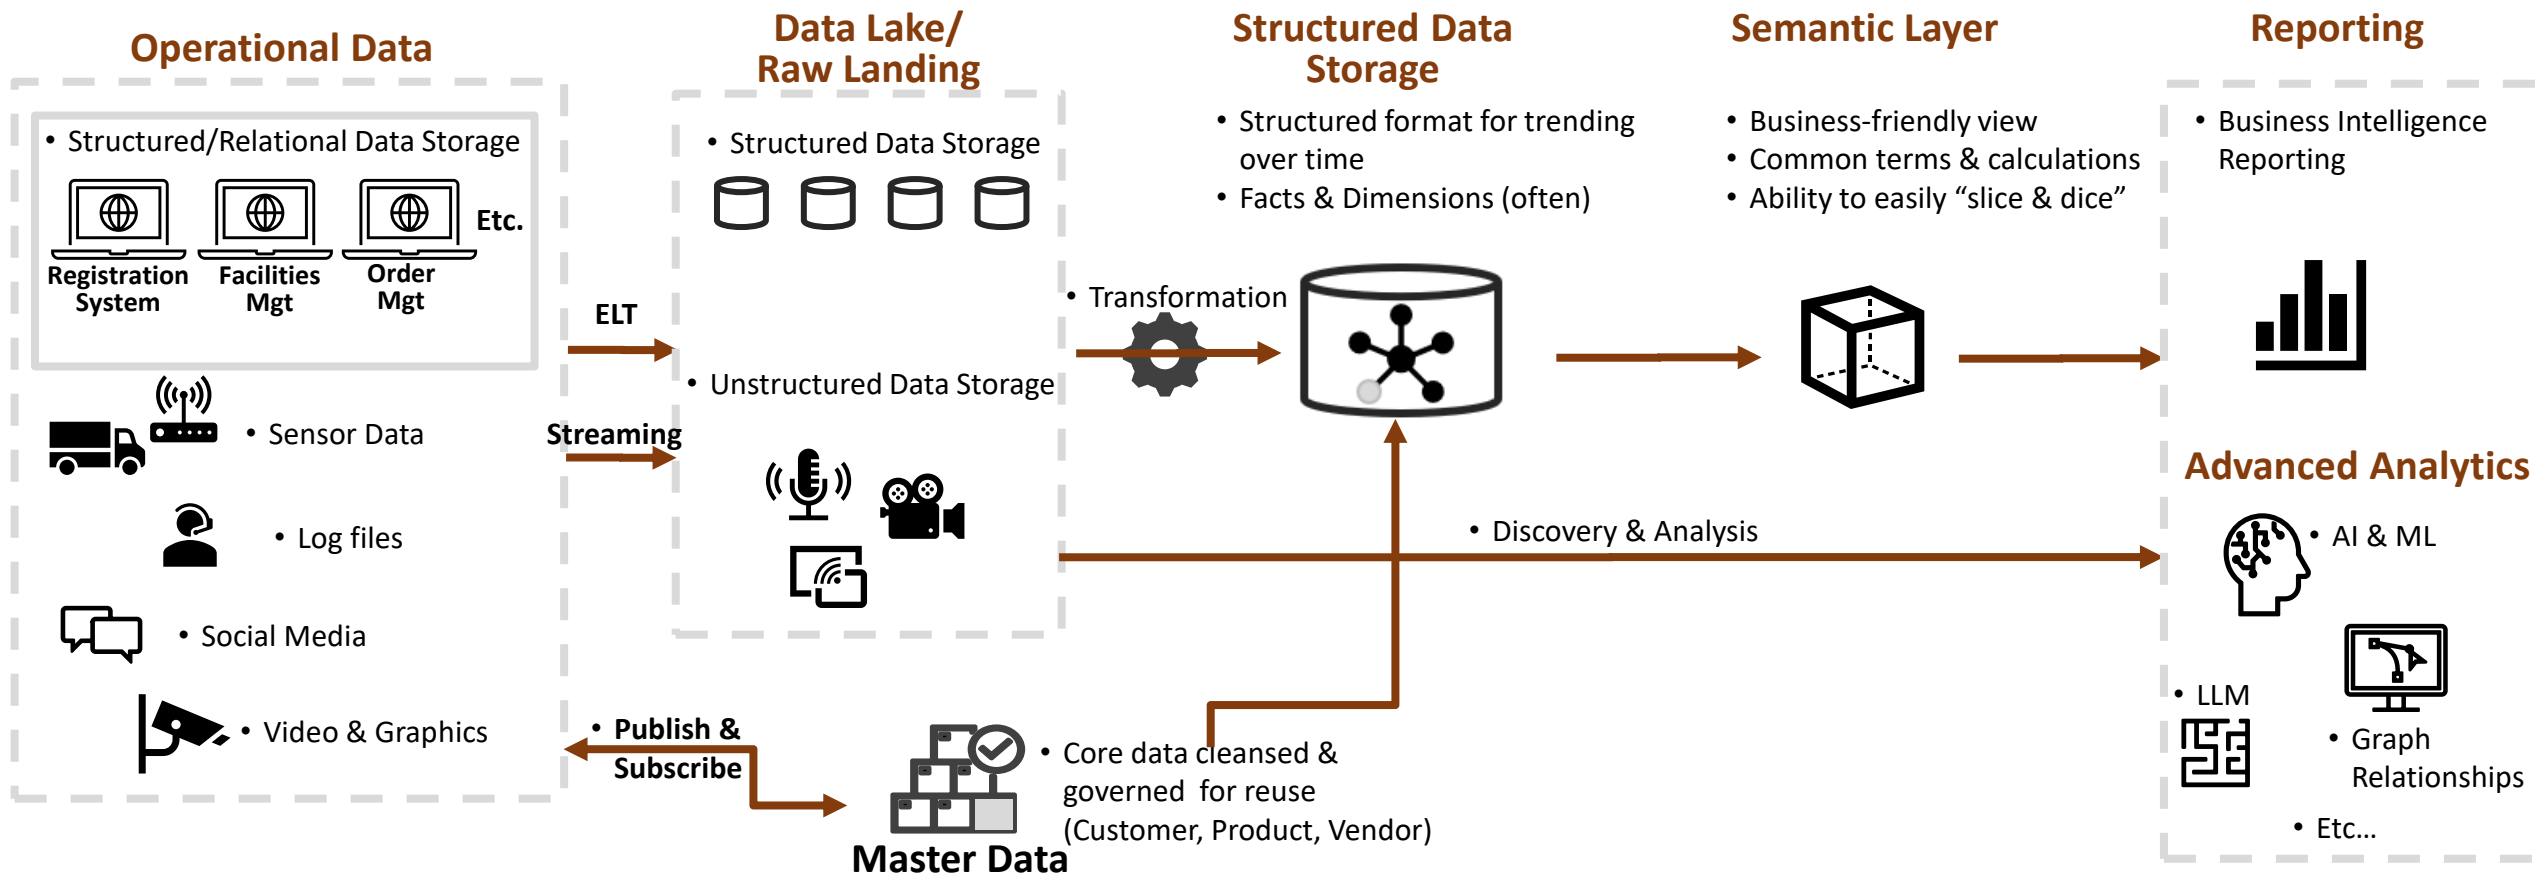 Operational Data
• Structured/Relational Data Storage
Registration
System
Facilities
Mgt
Order
Mgt
Etc.
• Sensor Data
• Log files
• Social Media
• Video & Graphics
ELT
Streaming
• Publish &
Subscribe
Data Lake/
Raw Landing
• Structured Data Storage
• Unstructured Data Storage
• Transformation
Structured Data
Storage
• Structured format for trending
over time
• Facts & Dimensions (often)
• Discovery & Analysis
Master Data
• Core data cleansed &
governed for reuse
(Customer, Product, Vendor)
Semantic Layer
• Business-friendly view
• Common terms & calculations
• Ability to easily “slice & dice”
Reporting
• Business Intelligence
Reporting
Advanced Analytics
• AI & ML
• LLM
• Graph
Relationships
• Etc...